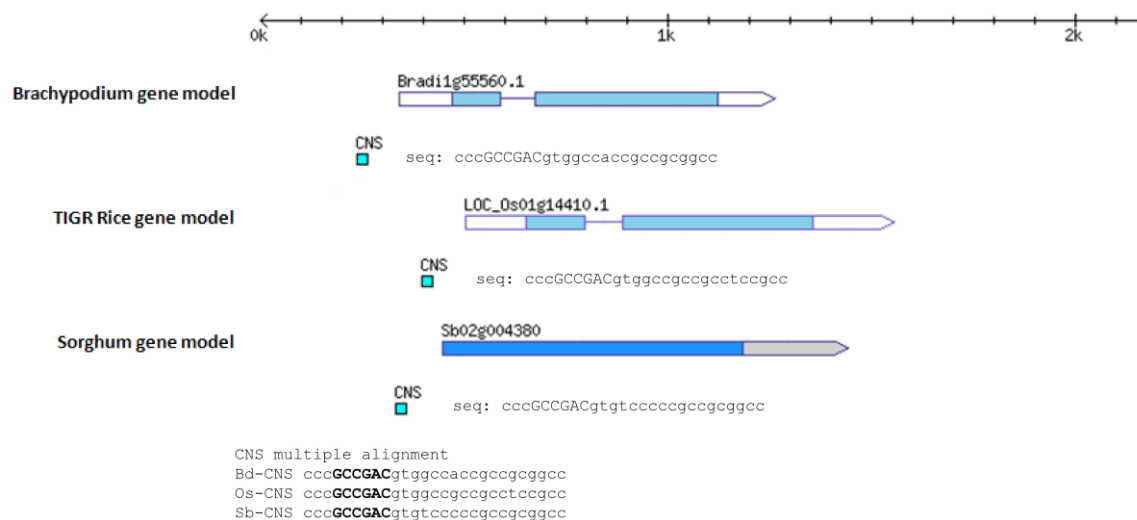 0k 1k 2k
Bradi1g55560.1
Brachypodium gene model
CNS
seq: cccGCCGACgtggccaccgccgcggcc
LOC_Os01g14410.1
TIGR Rice gene model
CNS
seq: cccGCCGACgtggccgccgcctccgcc
Sb02g004380
Sorghum gene model
CNS
seq: cccGCCGACgtgtcccccgccgcggcc
CNS multiple alignment
Bd-CNS cccGCCGACgtggccaccgccgcggcc
Os-CNS cccGCCGACgtggccgccgcctccgcc
Sb-CNS cccGCCGACgtgtcccccgccgcggcc